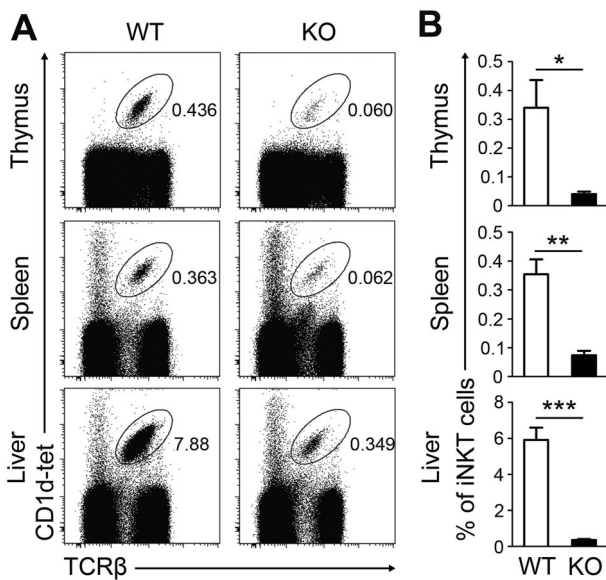 A
WT
KO
B
Thymus
0.436
0.060
Thymus
0.5
0.4
0.3
0.2
0.1
0
*
Spleen
0.363
0.062
Spleen
0.5
0.4
0.3
0.2
0.1
0
**
Liver
CD1d-tet
7.88
0.349
Liver
% of iNKT cells
8
6
4
2
0
***
TCRβ
WT KO